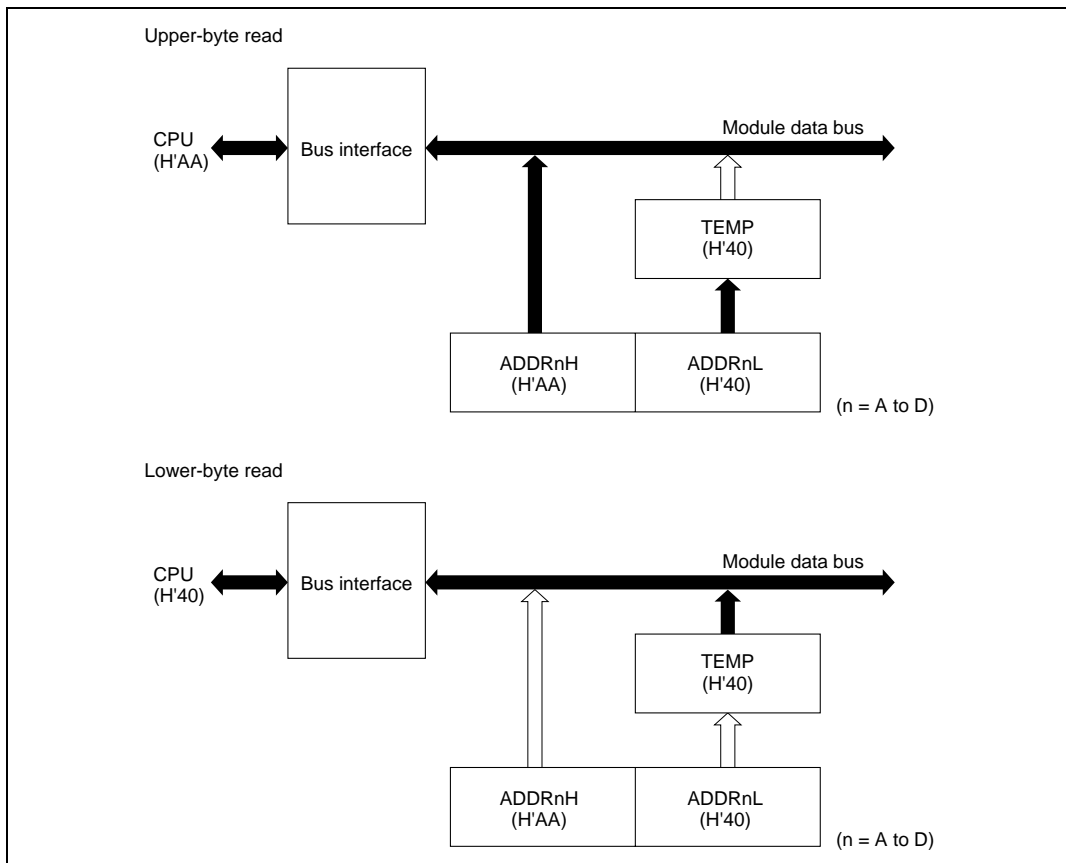 Upper-byte read
CPU
(H'AA)
Bus interface
Module data bus
TEMP
(H'40)
ADDRnH
(H'AA)
ADDRnL
(H'40)
(n = A to D)
Lower-byte read
CPU
(H'40)
Bus interface
Module data bus
TEMP
(H'40)
ADDRnH
(H'AA)
ADDRnL
(H'40)
(n = A to D)